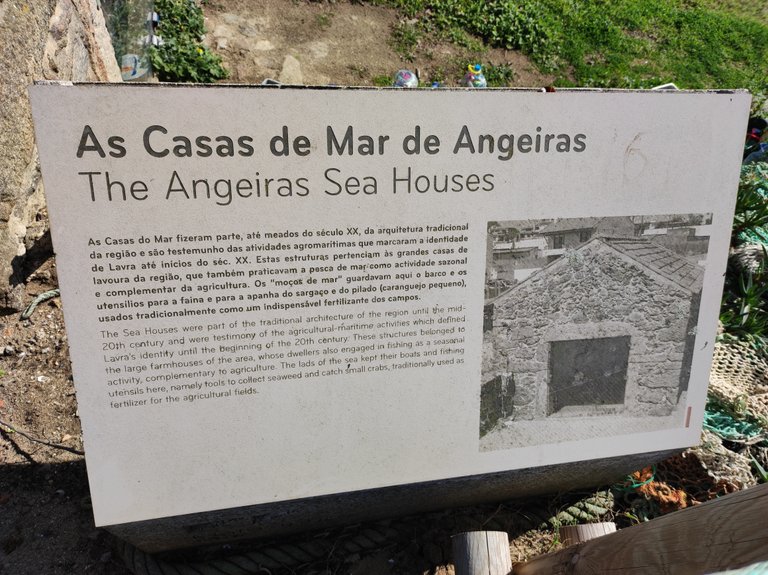 As Casas de Mar de Angeiras
The Angeiras Sea Houses
As Casas do Mar fizeram parte, até meados do século XX, da arquitetura tradicional
da região e são testemunho das atividades agromarítimas que marcaram a identidade
de Lavra até inícios do séc. XX. Estas estruturas pertenciam às grandes casas de
lavoura da região, que também praticavam a pesca de mar como actividade sazonal
e complementar da agricultura. Os "moços de mar" guardavam aqui o barco e os
utensílios para a faina e para a apanha do sargaço e do pilado (caranguejo pequeno),
usados tradicionalmente como um indispensável fertilizante dos campos.
The Sea Houses were part of the traditional architecture of the region until the mid-
20th century and were testimony of the agricultural-maritime activities which defined
Lavra's identity until the beginning of the 20th century. These structures belonged to
the large farmhouses of the area, whose dwellers also engaged in fishing as a seasonal
activity, complementary to agriculture. The lads of the sea kept their boats and fishing
utensils here, namely tools to collect seaweed and catch small crabs, traditionally used as
fertilizer for the agricultural fields.